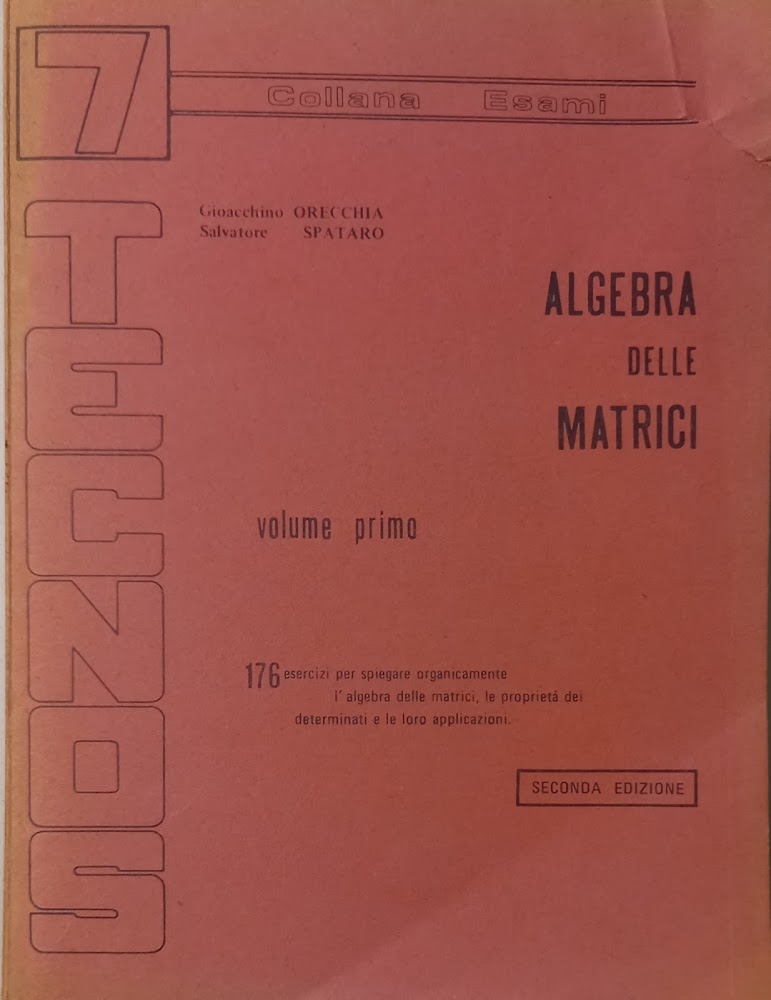 7
Collana Esami
TECNOS
Gioacchino ORECCHIA
Salvatore SPATARO
ALGEBRA
DELLE
MATRICI
volume primo
176 esercizi per spiegare organicamente
l'algebra delle matrici, le proprietá dei
determinati e le loro applicazioni.
SECONDA EDIZIONE